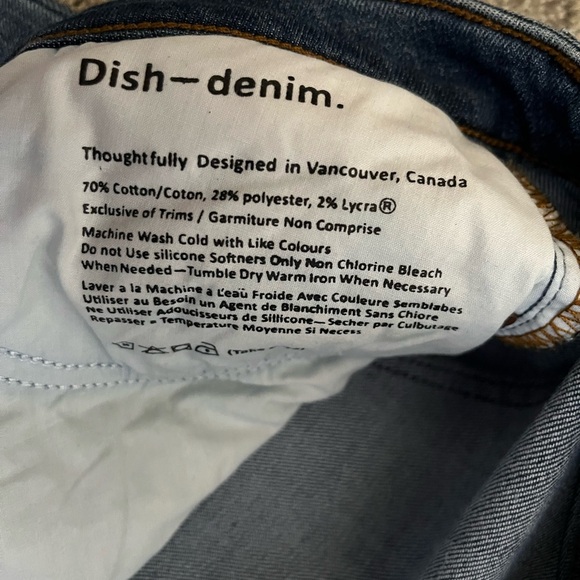 Dish—denim.
Thoughtfully Designed in Vancouver, Canada
70% Cotton/Coton, 28% polyester, 2% Lycra®
Exclusive of Trims / Garmiture Non Comprise
Machine Wash Cold with Like Colours
Do not Use silicone Softners Only Non Chlorine Bleach
When Needed—Tumble Dry Warm Iron When Necessary
Laver a la Machine a L'eaü Froide Avec Couleure Semblabes
Utiliser au Besoin un Agent de Blanchiment Sans Chlore
Ne Utiliser Adoucisseurs de Sillicone—Secher par Culbutage
Repasser - Temperature Moyenne Si Necess